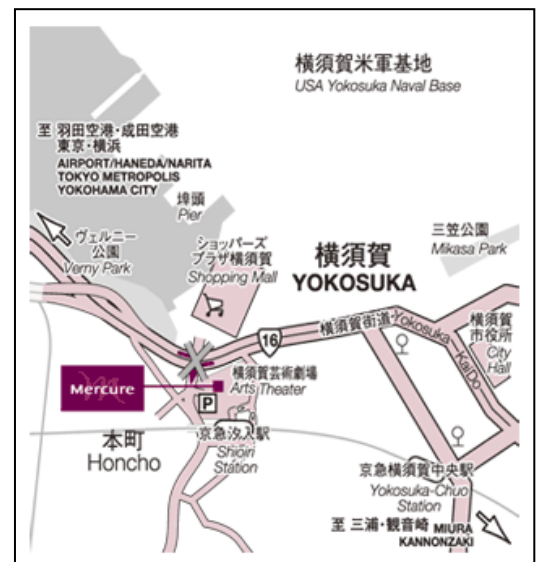 横須賀米軍基地
USA Yokosuka Naval Base
至 羽田空港・成田空港
東京・横浜
AIRPORT/HANEDA/NARITA
TOKYO METROPOLIS
YOKOHAMA CITY
埠頭
Pier
ヴェルニー
公園
Verny Park
ショッパーズ
プラザ横須賀
Shopping Mall
横須賀
YOKOSUKA
三笠公園
Mikasa Park
16
横須賀街道 Yokosuka KaiDo
横須賀
市役所
City
Hall
Mercure
横須賀芸術劇場
Arts Theater
P
本町
Honcho
京急汐入駅
Shioiri
Station
京急横須賀中央駅
Yokosuka-Chuo
Station
至 三浦・観音崎 MIURA
KANNONZAKI